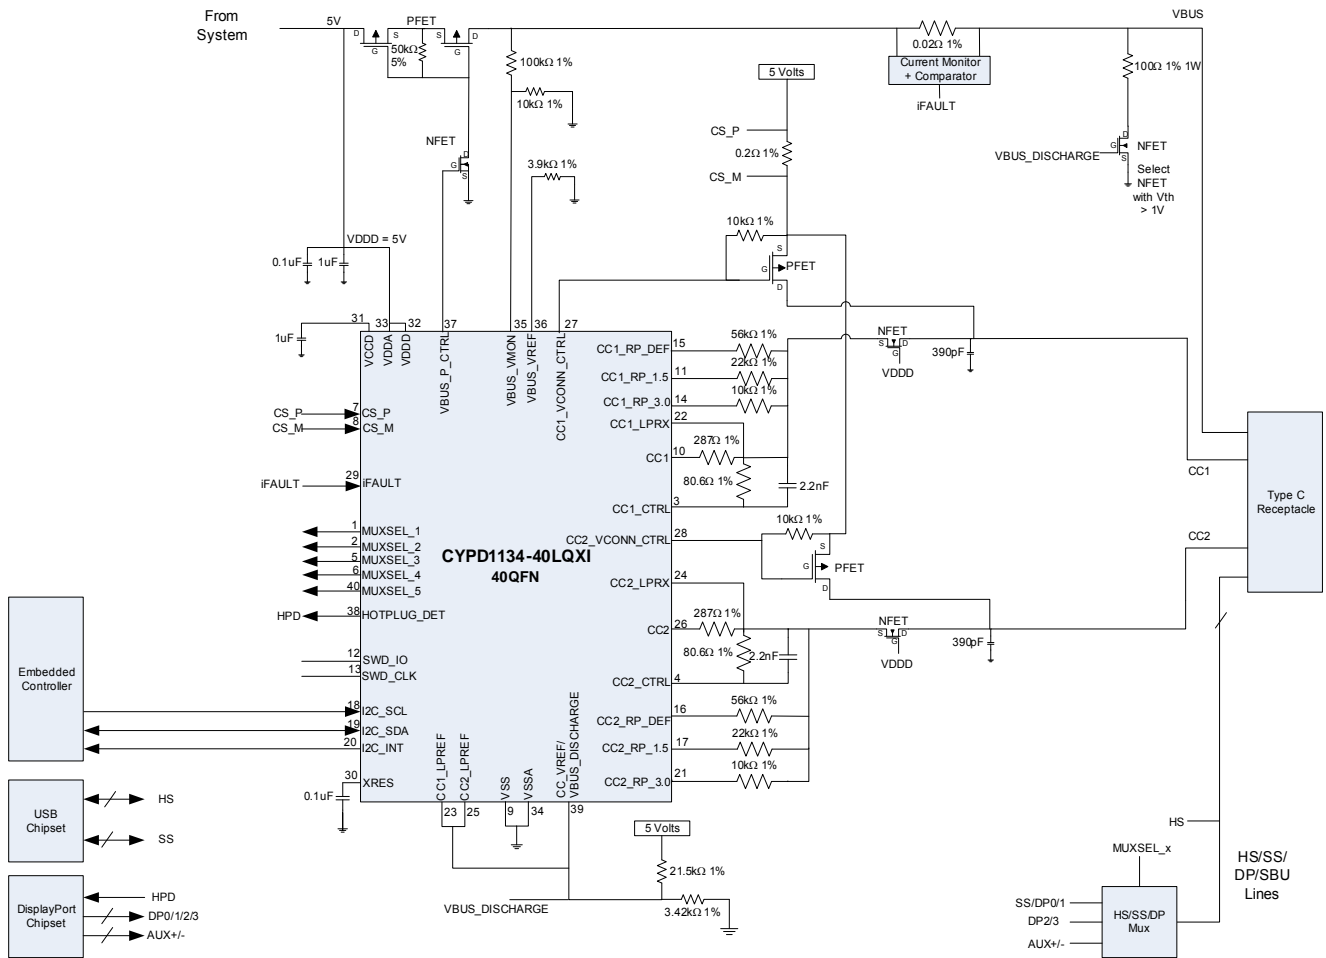 From
System
5V
PFET
D
S
G
50kΩ
5%
S
D
G
100kΩ 1%
10kΩ 1%
NFET
D
G
S
3.9kΩ 1%
5 Volts
CS_P
0.2Ω 1%
CS_M
VBUS
0.02Ω 1%
Current Monitor
+ Comparator
iFAULT
100Ω 1% 1W
VBUS_DISCHARGE
D
G
S
NFET
Select
NFET
with Vth
> 1V
VDDD = 5V
0.1uF
1uF
10kΩ 1%
S
G
D
PFET
1uF
31
33
32
37
35
36
27
VCCD
VDDA
VDDD
VBUS_P_CTRL
VBUS_VMON
VBUS_VREF
CC1_VCONN_CTRL
CC1_RP_DEF
15
56kΩ 1%
CC1_RP_1.5
11
22kΩ 1%
CC1_RP_3.0
14
10kΩ 1%
CC1_LPRX
22
CC1
10
287Ω 1%
80.6Ω 1%
2.2nF
CC1_CTRL
3
NFET
S
D
G
VDDD
390pF
CS_P
7
CS_P
CS_M
8
CS_M
iFAULT
29
iFAULT
1
MUXSEL_1
2
MUXSEL_2
5
MUXSEL_3
6
MUXSEL_4
40
MUXSEL_5
HPD
38
HOTPLUG_DET
12
SWD_IO
13
SWD_CLK
18
I2C_SCL
19
I2C_SDA
20
I2C_INT
30
XRES
0.1uF
CYPD1134-40LQXI
40QFN
CC2_VCONN_CTRL
28
10kΩ 1%
S
G
D
PFET
CC2_LPRX
24
CC2
26
287Ω 1%
80.6Ω 1%
2.2nF
CC2_CTRL
4
NFET
S
D
G
VDDD
390pF
CC2_RP_DEF
16
56kΩ 1%
CC2_RP_1.5
17
22kΩ 1%
CC2_RP_3.0
21
10kΩ 1%
CC1_LPREF
CC2_LPREF
VSS
VSSA
CC_VREF/
VBUS_DISCHARGE
23
25
9
34
39
5 Volts
21.5kΩ 1%
3.42kΩ 1%
VBUS_DISCHARGE
CC1
CC2
Type C
Receptacle
Embedded
Controller
USB
Chipset
HS
SS
DisplayPort
Chipset
HPD
DP0/1/2/3
AUX+/-
HS
MUXSEL_x
HS/SS/
DP/SBU
Lines
SS/DP0/1
DP2/3
AUX+/-
HS/SS/DP
Mux